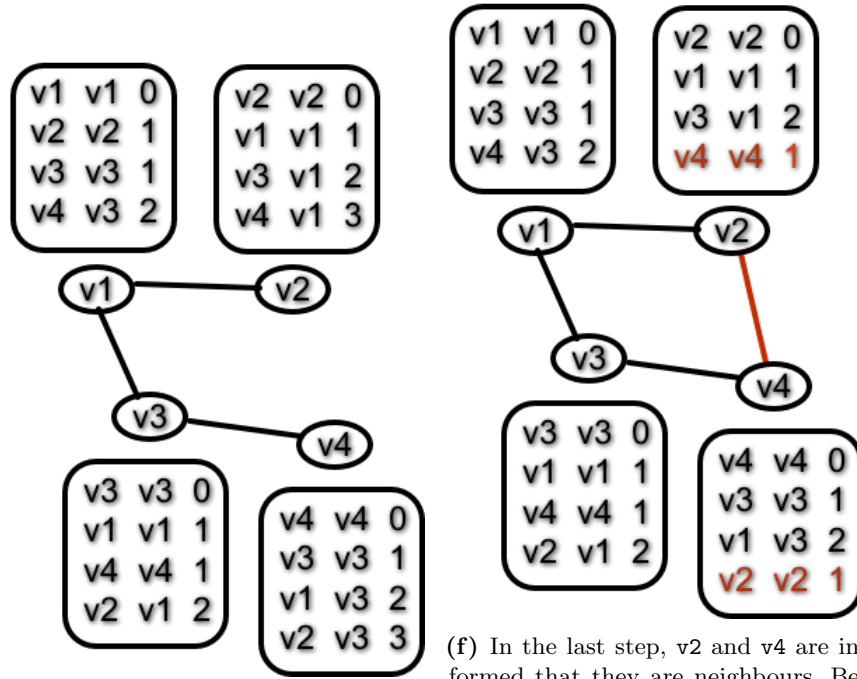 v1 v1 0
v2 v2 1
v3 v3 1
v4 v3 2
v2 v2 0
v1 v1 1
v3 v1 2
v4 v1 3
v1
v2
v3
v4
v3 v3 0
v1 v1 1
v4 v4 1
v2 v1 2
v4 v4 0
v3 v3 1
v1 v3 2
v2 v3 3
v1 v1 0
v2 v2 1
v3 v3 1
v4 v3 2
v2 v2 0
v1 v1 1
v3 v1 2
v4 v4 1
v1
v2
v3
v4
v3 v3 0
v1 v1 1
v4 v4 1
v2 v1 2
v4 v4 0
v3 v3 1
v1 v3 2
v2 v2 1
(f) In the last step, v2 and v4 are in
formed that they are neighbours. Be